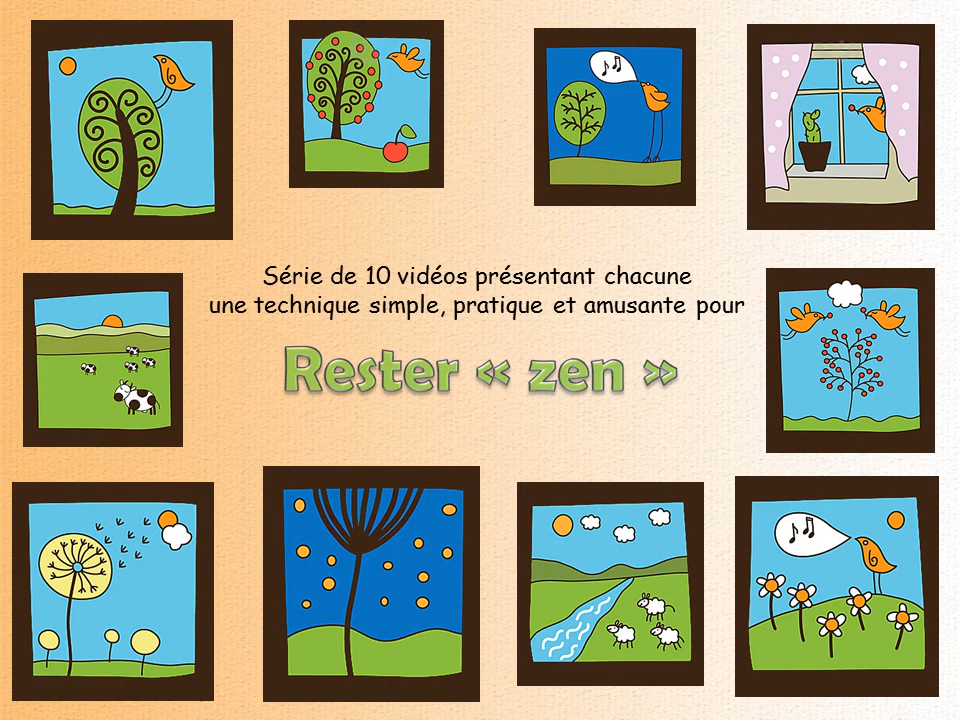 Série de 10 vidéos présentant chacune
une technique simple, pratique et amusante pour
Rester « zen »